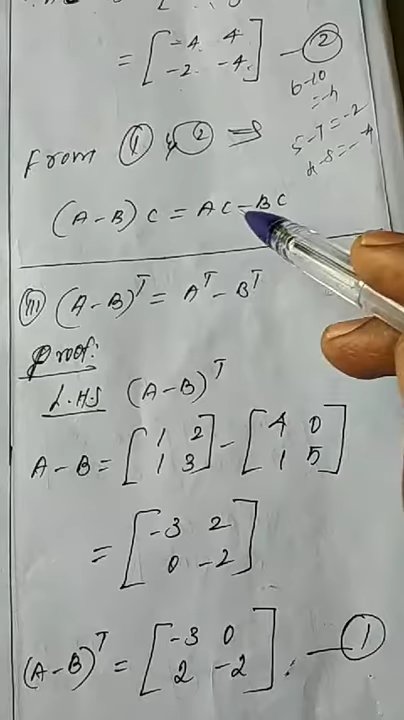 = [ -4 4 ] — ②
[ -2 -4 ]
6-10
= -4
5-7 = -2
4-8 = -4
From ① & ② ⇒
(A-B) C = AC - BC
(iii) (A-B)^T = A^T - B^T
Proof:
L.H.S (A-B)^T
A-B = [ 1 2 ] - [ 4 0 ]
[ 1 3 ] [ 1 5 ]
= [ -3 2 ]
[ 0 -2 ]
(A-B)^T = [ -3 0 ] . — ①
[ 2 -2 ]